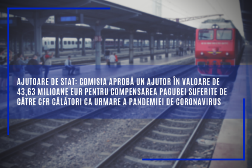 AJUTOARE DE STAT: COMISIA APROBĂ UN AJUTOR ÎN VALOARE DE
43,63 MILIOANE EUR PENTRU COMPENSAREA PAGUBEI SUFERITE DE
CĂTRE CFR CĂLĂTORI CA URMARE A PANDEMIEI DE CORONAVIRUS